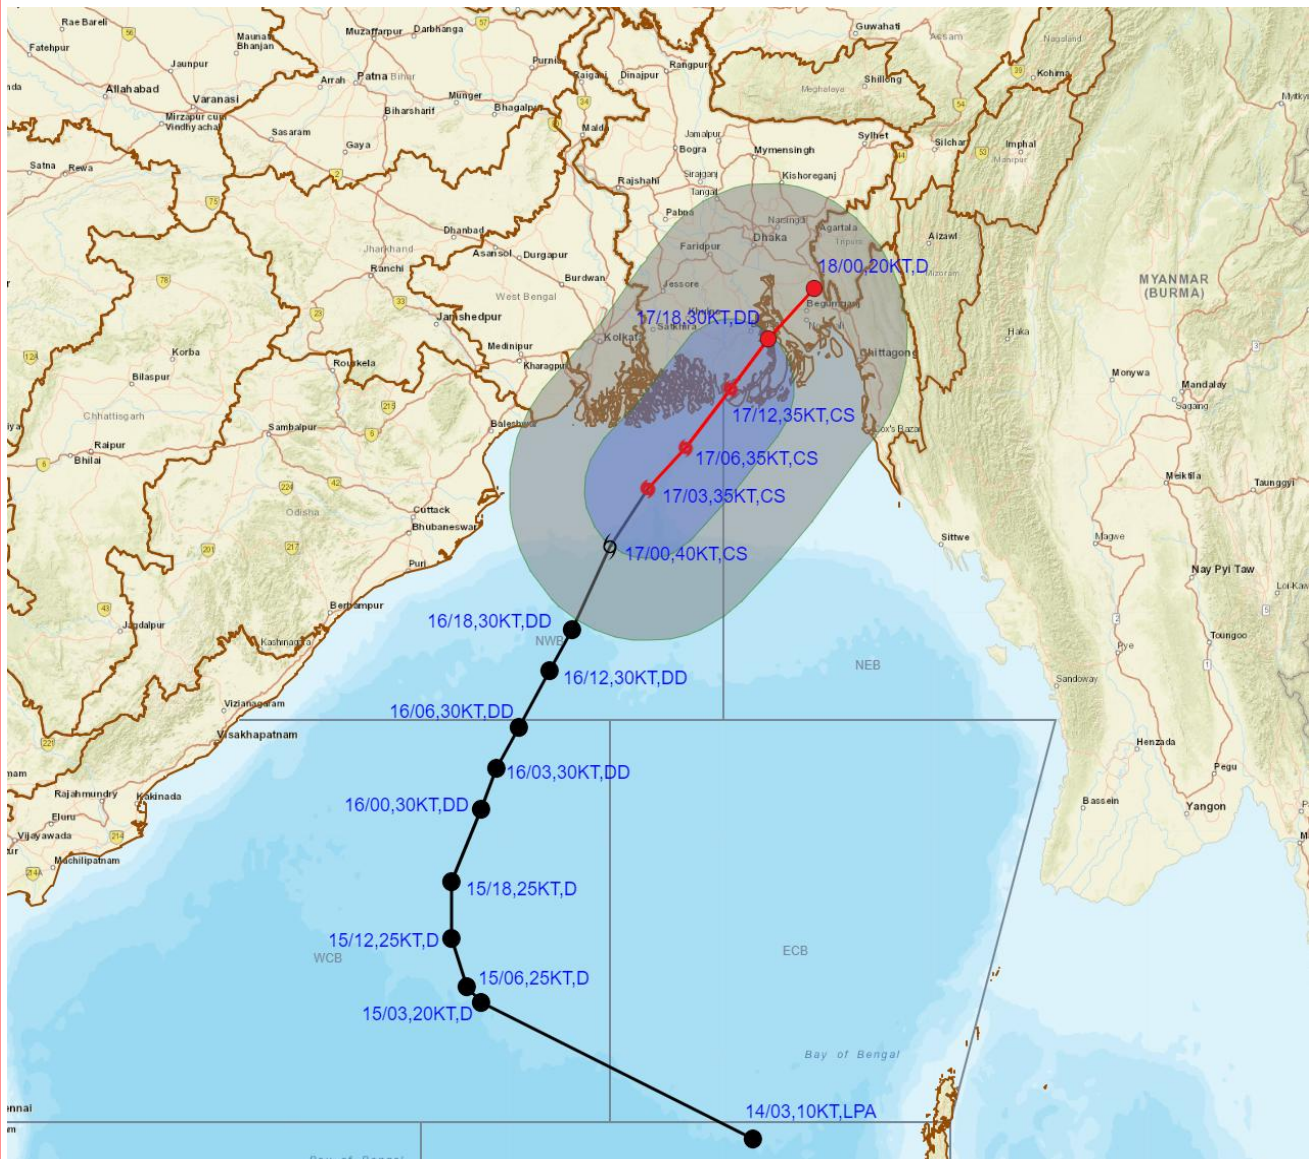 Rae Bareli
Fatehpur
Jaunpur
Allahabad
Varanasi
Mirzapur cum
Vindhyachal
Satna
Rewa
Sasaram
Gaya
Maunath
Bhanjan
Muzaffarpur
Darbhanga
Arrah
Patna
Bihar
Biharsharif
Munger
Bhagalpur
Raiganj
Dinajpur
Rangpur
Malda
Rajshahi
Bogra
Jamalpur
Mymensingh
Kishoreganj
Sirajganj
Tangail
Pabna
Dhaka
Faridpur
Jessore
Agartala
Tripura
Guwahati
Assam
Shillong
Meghalaya
Sylhet
Silchar
Nagaland
Kohima
Imphal
Manipur
Aizawl
Mizoram
MYANMAR
(BURMA)
Haka
Monywa
Mandalay
Sagaing
Meiktila
Taunggyi
Magwe
Nay Pyi Taw
Toungoo
Pye
Sandoway
Henzada
Pegu
Bassein
Yangon
Sittwe
Chittagong
Cox's Bazar
Dhanbad
Jharkhand
Ranchi
Asansol
Durgapur
Burdwan
West Bengal
Jamshedpur
Medinipur
Kharagpur
Kolkata
Satkhira
Baleshwar
Korba
Bilaspur
Chhattisgarh
Raipur
Bhilai
Rourkela
Sambalpur
Odisha
Cuttack
Bhubaneswar
Puri
Berhampur
Jagdalpur
Kashinagara
Vizianagaram
Visakhapatnam
Rajahmundry
Kakinada
Eluru
Vijayawada
Machilipatnam
18/00,20KT,D
17/18,30KT,DD
17/12,35KT,CS
17/06,35KT,CS
17/03,35KT,CS
17/00,40KT,CS
16/18,30KT,DD
NWB
NEB
16/12,30KT,DD
16/06,30KT,DD
16/03,30KT,DD
16/00,30KT,DD
15/18,25KT,D
15/12,25KT,D
WCB
ECB
15/06,25KT,D
15/03,20KT,D
Bay of Bengal
14/03,10KT,LPA